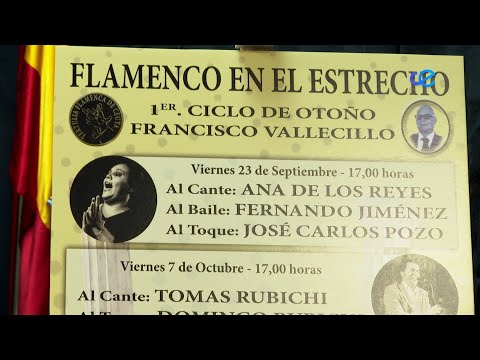 FLAMENCO EN EL ESTRECHO
1ER. CICLO DE OTOÑO
FRANCISCO VALLECILLO
Viernes 23 de Septiembre - 17,00 horas
Al Cante: ANA DE LOS REYES
Al Baile: FERNANDO JIMÉNEZ
Al Toque: JOSÉ CARLOS POZO
Viernes 7 de Octubre - 17,00 horas
Al Cante: TOMAS RUBICHI